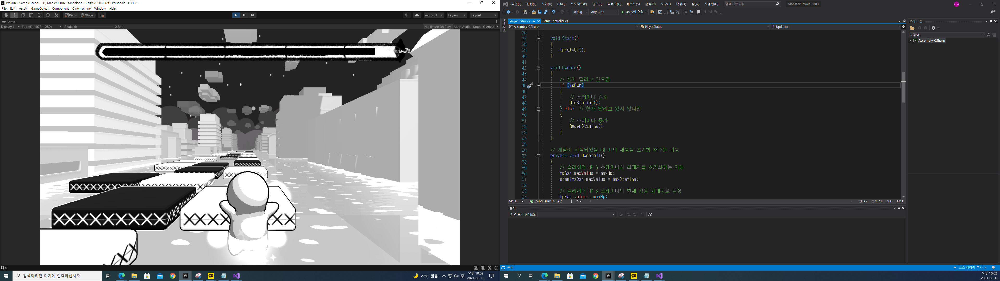 WeRun - SampleScene - PC, Mac & Linux Standalone - Unity 2020.3.12f1 Personal* <DX11>
File Edit Assets GameObject Component Cinemachine Window Help
Pivot Global
Account Layers Layout
Game
Display 1 Full HD (1920x1080) Scale 0.84x Maximize On Play Mute Audio Stats Gizmos
9
검색하려면 여기에 입력하십시오.
27°C 맑음
오후 10:02
2021-08-12
파일(F) 편집(E) 보기(V) Git(G) 프로젝트(P) 빌드(B) 디버그(D) 테스트(S) 분석(N) 도구(T) 확장(X) 창(W) 도움말(H) 검색 (Ctrl+Q) MonsterRoyale 0803
Debug Any CPU Unity에 연결
PlayerStatus.cs GameController.cs
Assembly-CSharp PlayerStatus Update()
36
37 void Start()
38 {
39 UpdateUI();
40 }
41
42 void Update()
43 {
44 // 현재 달리고 있으면
45 if (isRun)
46 {
47 // 스테미나 감소
48 UseStamina();
49 } else // 현재 달리고 있지 않다면
50 {
51 // 스테미나 증가
52 RegenStamina();
53 }
54 }
55
56 // 게임이 시작되었을 때 UI의 내용을 초기화 해주는 기능
57 private void UpdateUI()
58 {
59 // 슬라이더 HP & 스테미나의 최대치를 초기화하는 기능
60 hpBar.maxValue = maxHp;
61 staminaBar.maxValue = maxStamina;
62
63 // 슬라이더 HP & 스테미나의 현재 값을 최대치로 설정
64 hpBar.value = maxHp;
141 % 문제가 검색되지 않음 줄: 45 문자: 19 SPC CRLF
출력
출력 보기 선택(S):
클래스 뷰
<검색>
Assembly-CSharp
준비 소스 제어에 추가
오후 10:02
2021-08-12